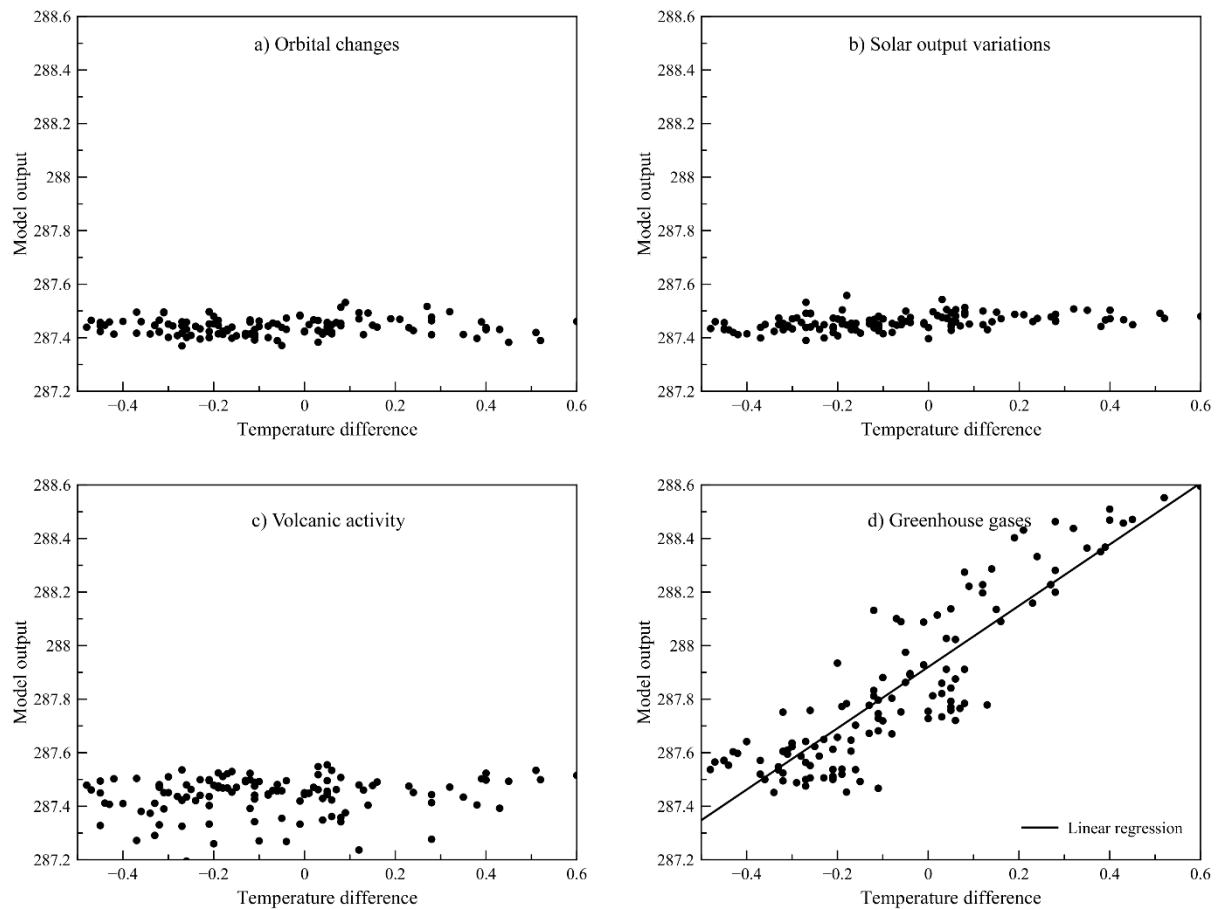 288.6
a) Orbital changes
288.4
288.2
288
287.8
287.6
287.4
287.2
Model output
−0.4 −0.2 0 0.2 0.4 0.6
Temperature difference
288.6
b) Solar output variations
288.4
288.2
288
287.8
287.6
287.4
287.2
Model output
−0.4 −0.2 0 0.2 0.4 0.6
Temperature difference
288.6
c) Volcanic activity
288.4
288.2
288
287.8
287.6
287.4
287.2
Model output
−0.4 −0.2 0 0.2 0.4 0.6
Temperature difference
288.6
d) Greenhouse gases
288.4
288.2
288
287.8
287.6
287.4
287.2
Model output
Linear regression
−0.4 −0.2 0 0.2 0.4 0.6
Temperature difference